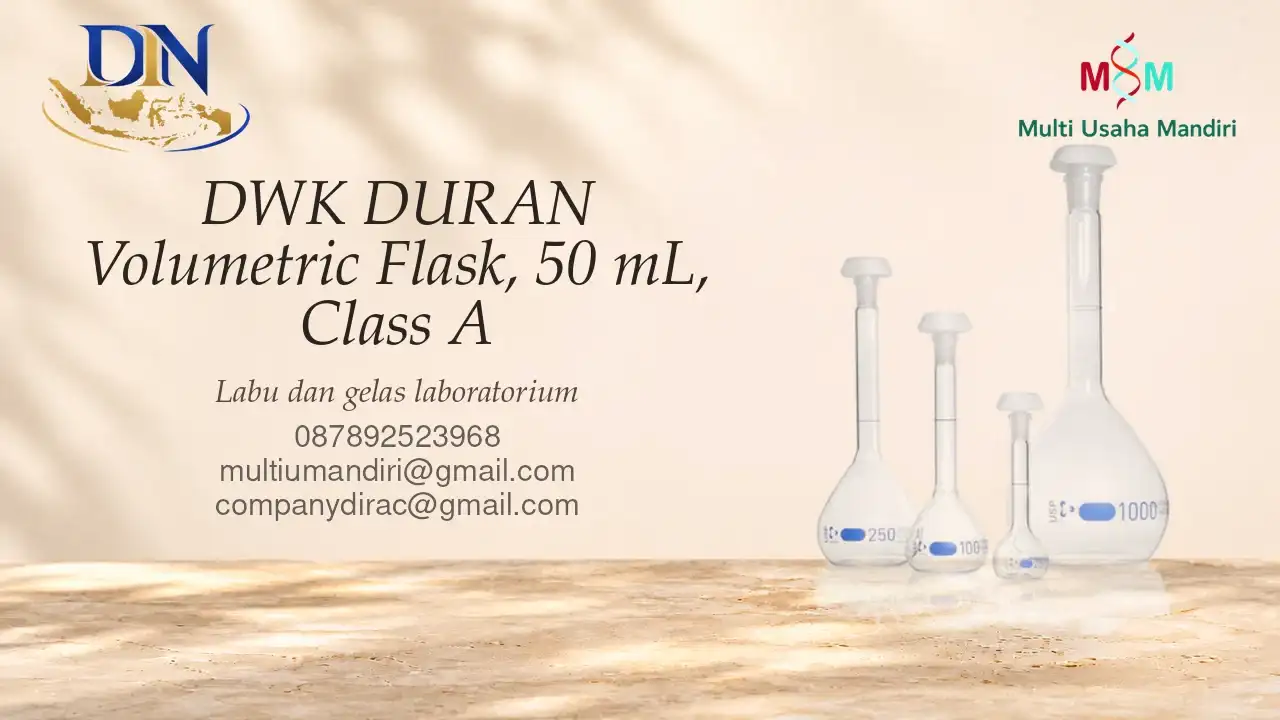 DN
MSM
Multi Usaha Mandiri
DWK DURAN
Volumetric Flask, 50 mL,
Class A
Labu dan gelas laboratorium
087892523968
multiumandiri@gmail.com
companydirac@gmail.com
250
100
USP
1000